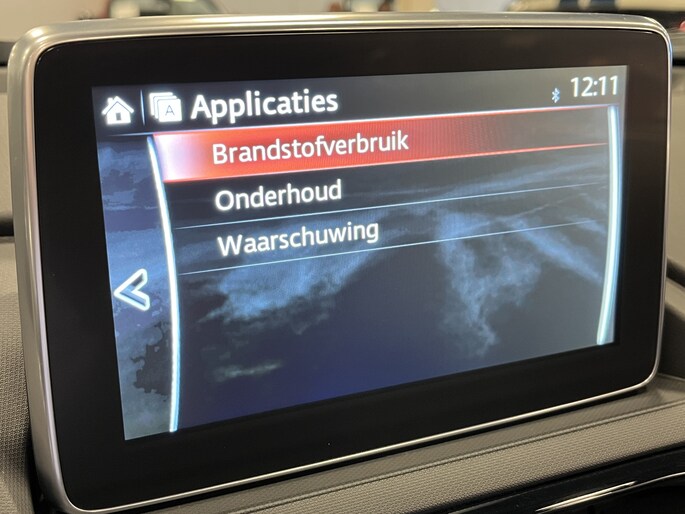 A Applicaties 12:11
Brandstofverbruik
Onderhoud
Waarschuwing